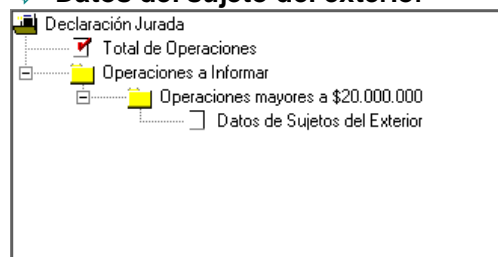 Datos del sujeto del exterior
Declaración Jurada
Total de Operaciones
Operaciones a Informar
Operaciones mayores a $20.000.000
Datos de Sujetos del Exterior